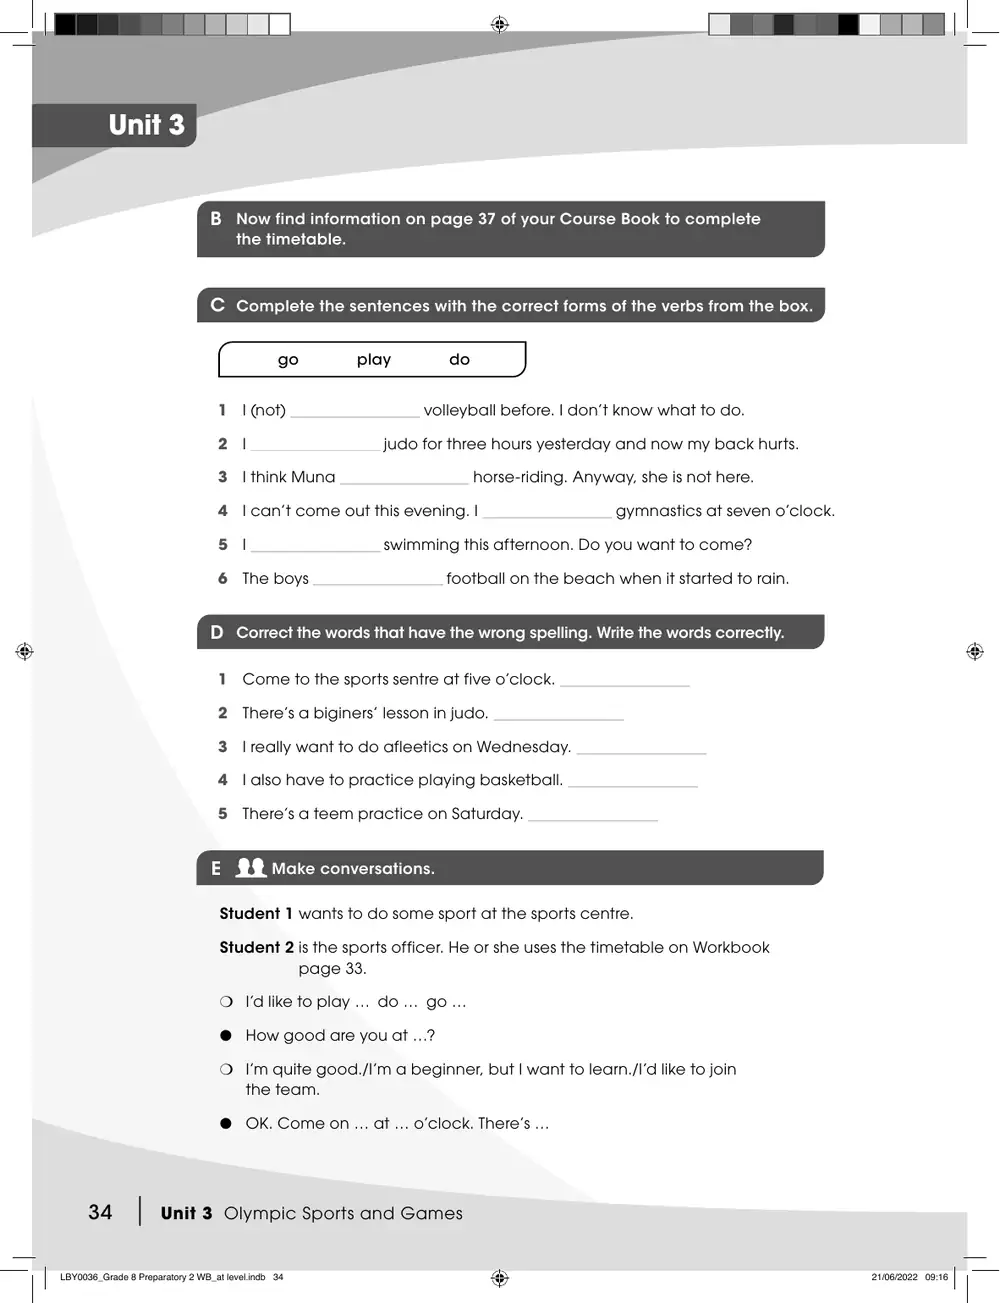 Unit 3
B Now find information on page 37 of your Course Book to complete
the timetable.
C Complete the sentences with the correct forms of the verbs from the box.
go play do
1 I (not) ________ volleyball before. I don’t know what to do.
2 I ________ judo for three hours yesterday and now my back hurts.
3 I think Muna ________ horse-riding. Anyway, she is not here.
4 I can’t come out this evening. I ________ gymnastics at seven o’clock.
5 I ________ swimming this afternoon. Do you want to come?
6 The boys ________ football on the beach when it started to rain.
D Correct the words that have the wrong spelling. Write the words correctly.
1 Come to the sports sentre at five o’clock. ________
2 There’s a biginers’ lesson in judo. ________
3 I really want to do afleetics on Wednesday. ________
4 I also have to practice playing basketball. ________
5 There’s a teem practice on Saturday. ________
E Make conversations.
Student 1 wants to do some sport at the sports centre.
Student 2 is the sports officer. He or she uses the timetable on Workbook
page 33.
❍ I’d like to play … do … go …
● How good are you at …?
❍ I’m quite good./I’m a beginner, but I want to learn./I’d like to join
the team.
● OK. Come on … at … o’clock. There’s …
34 Unit 3 Olympic Sports and Games
LBY0036_Grade 8 Preparatory 2 WB_at level.indb 34 21/06/2022 09:16